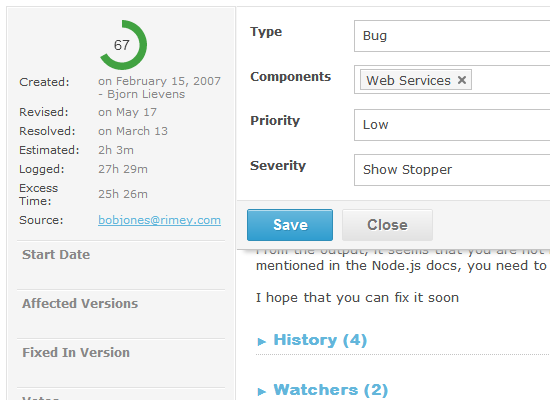 67
Created: on February 15, 2007
- Bjorn Lievens
Revised: on May 17
Resolved: on March 13
Estimated: 2h 3m
Logged: 27h 29m
Excess
Time: 25h 26m
Source: bobjones@rimey.com
Start Date
Affected Versions
Fixed In Version
Votes
Type Bug
Components Web Services
Priority Low
Severity Show Stopper
Save Close
From the output, it seems that you are not
mentioned in the Node.js docs, you need to
I hope that you can fix it soon
History (4)
Watchers (2)